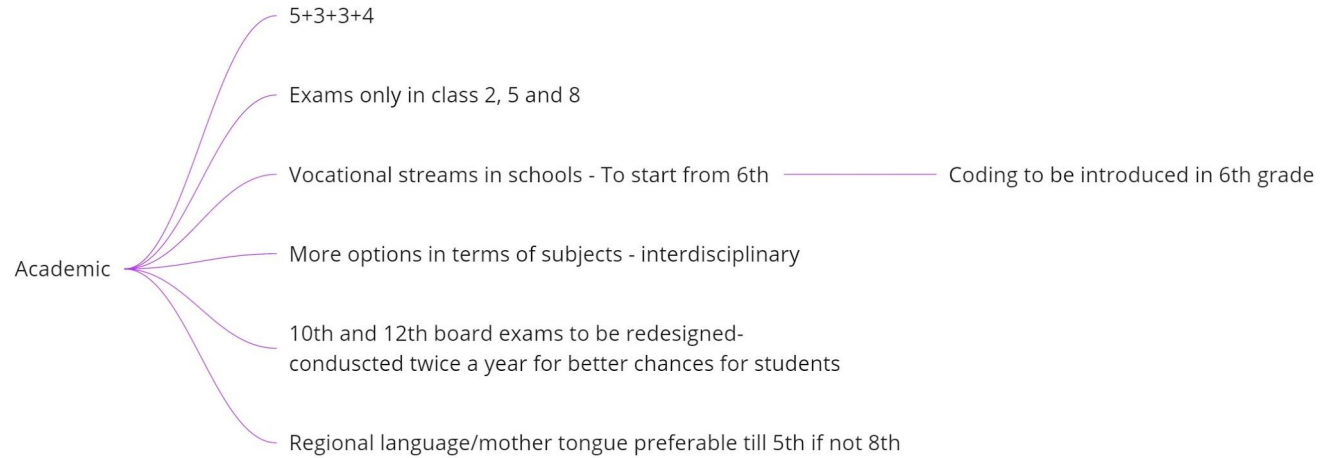 5+3+3+4
Exams only in class 2, 5 and 8
Vocational streams in schools - To start from 6th
Coding to be introduced in 6th grade
More options in terms of subjects - interdisciplinary
Academic
10th and 12th board exams to be redesigned-
conduscted twice a year for better chances for students
Regional language/mother tongue preferable till 5th if not 8th